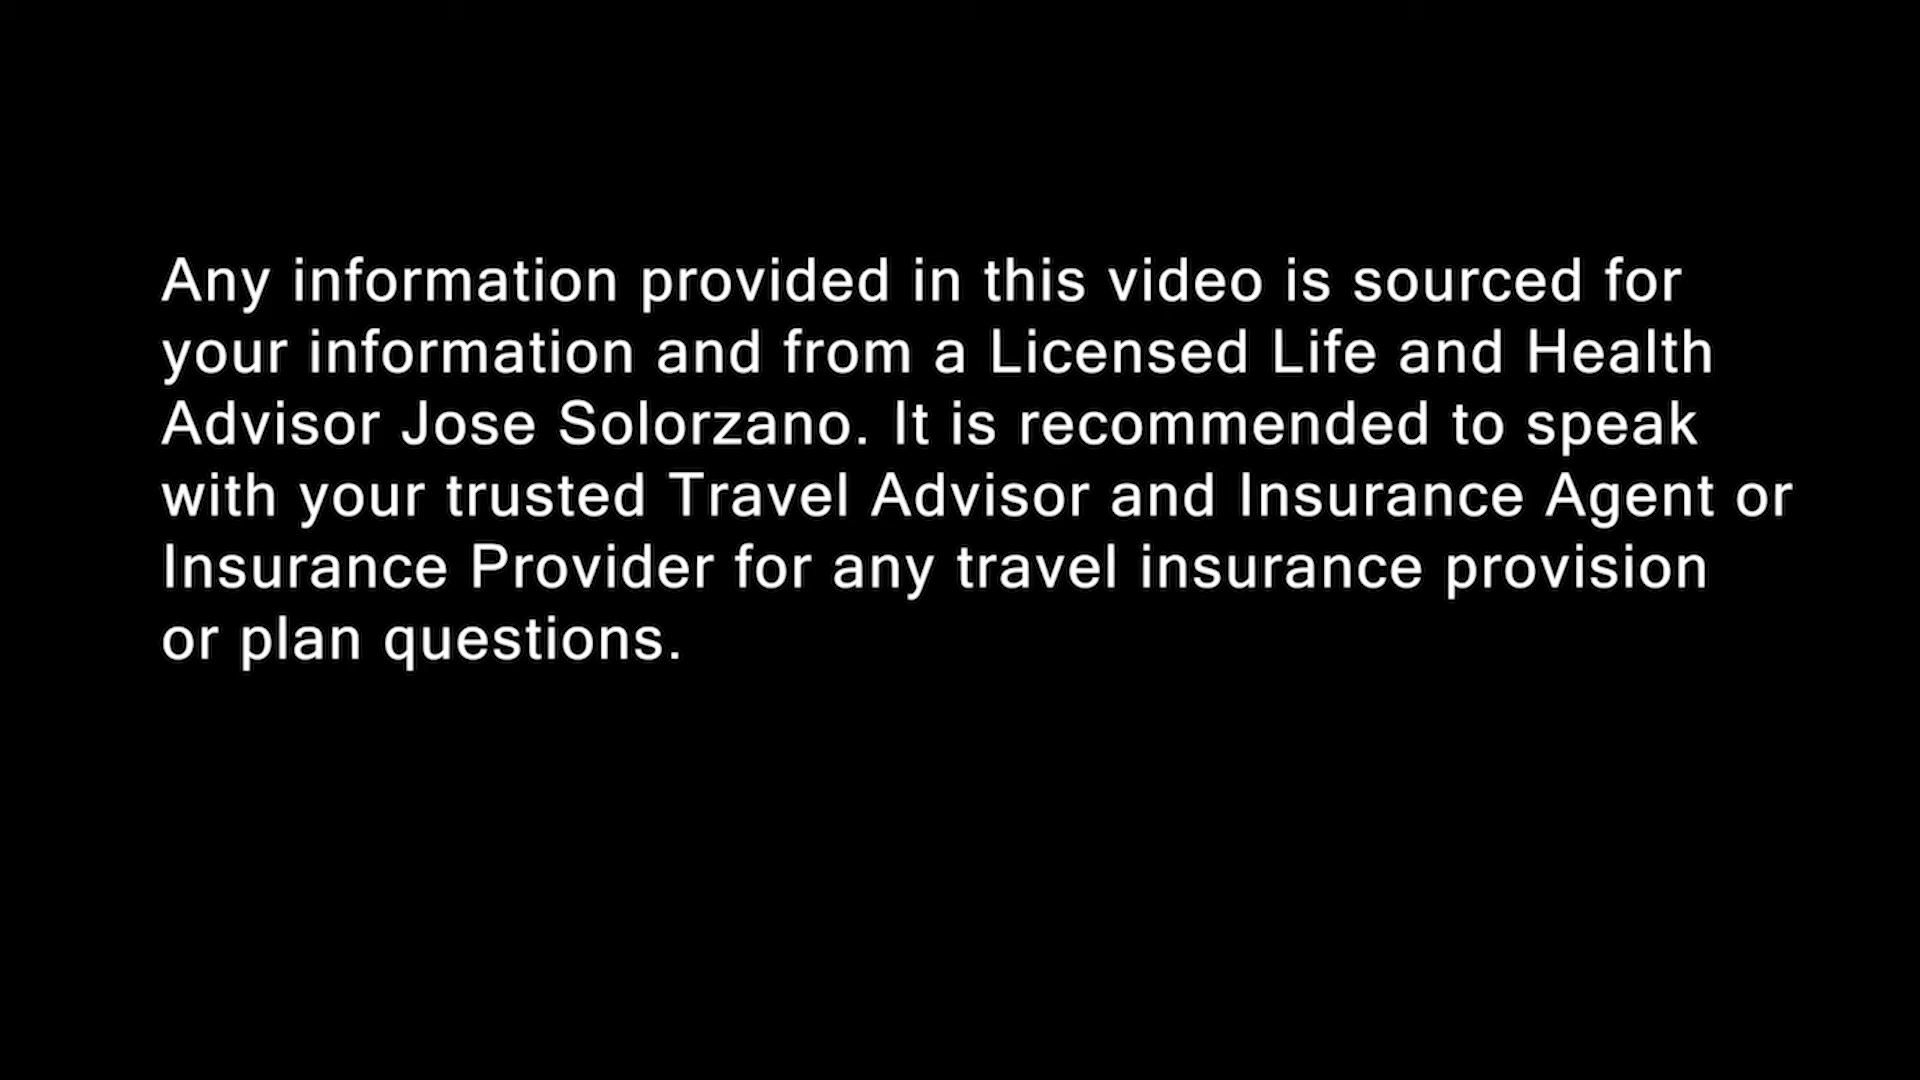 Any information provided in this video is sourced for
your information and from a Licensed Life and Health
Advisor Jose Solorzano. It is recommended to speak
with your trusted Travel Advisor and Insurance Agent or
Insurance Provider for any travel insurance provision
or plan questions.